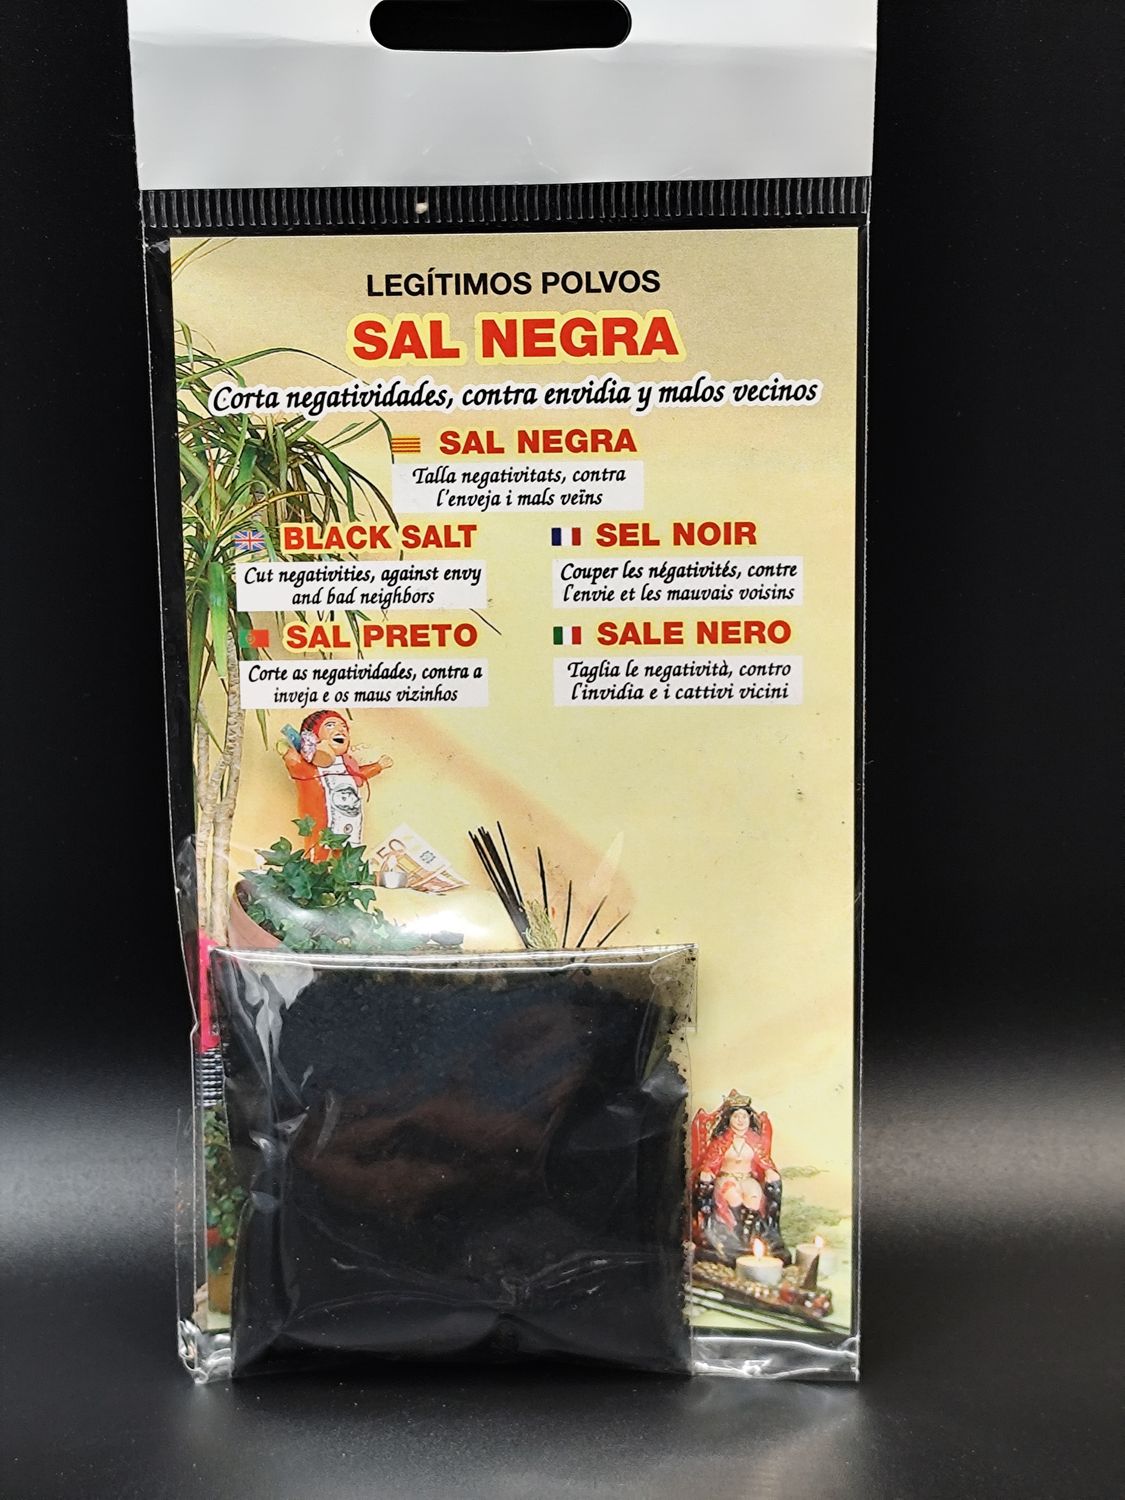 LEGÍTIMOS POLVOS
SAL NEGRA
Corta negatividades, contra envidia y malos vecinos
SAL NEGRA
Talla negativitats, contra
l'enveja i mals veïns
BLACK SALT
Cut negativities, against envy
and bad neighbors
SEL NOIR
Couper les négativités, contre
l'envie et les mauvais voisins
SAL PRETO
Corte as negatividades, contra a
inveja e os maus vizinhos
SALE NERO
Taglia le negatività, contro
l'invidia e i cattivi vicini
50